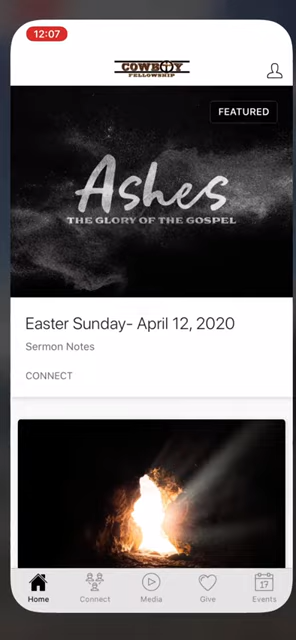 12:07
COWBOY
FELLOWSHIP
FEATURED
Ashes
THE GLORY OF THE GOSPEL
Easter Sunday- April 12, 2020
Sermon Notes
CONNECT
Home
Connect
Media
Give
17
Events